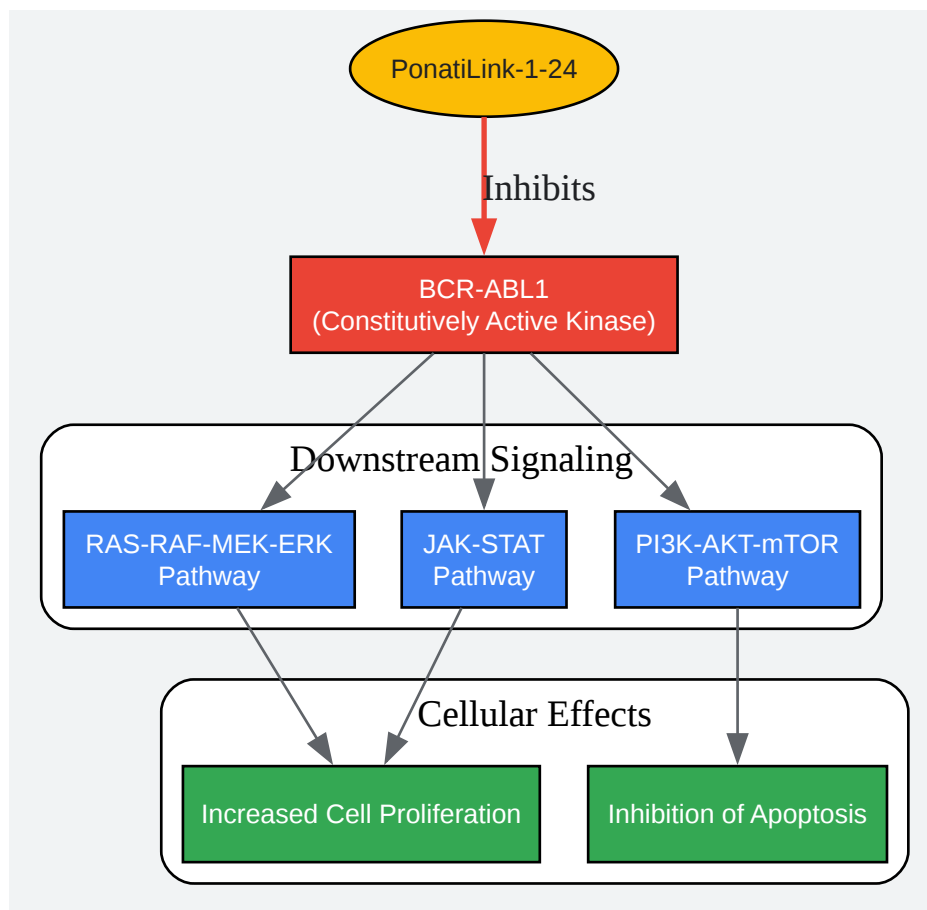 PonatiLink-1-24
Inhibits
BCR-ABL1
(Constitutively Active Kinase)
Downstream Signaling
RAS-RAF-MEK-ERK
Pathway
JAK-STAT
Pathway
PI3K-AKT-mTOR
Pathway
Cellular Effects
Increased Cell Proliferation
Inhibition of Apoptosis